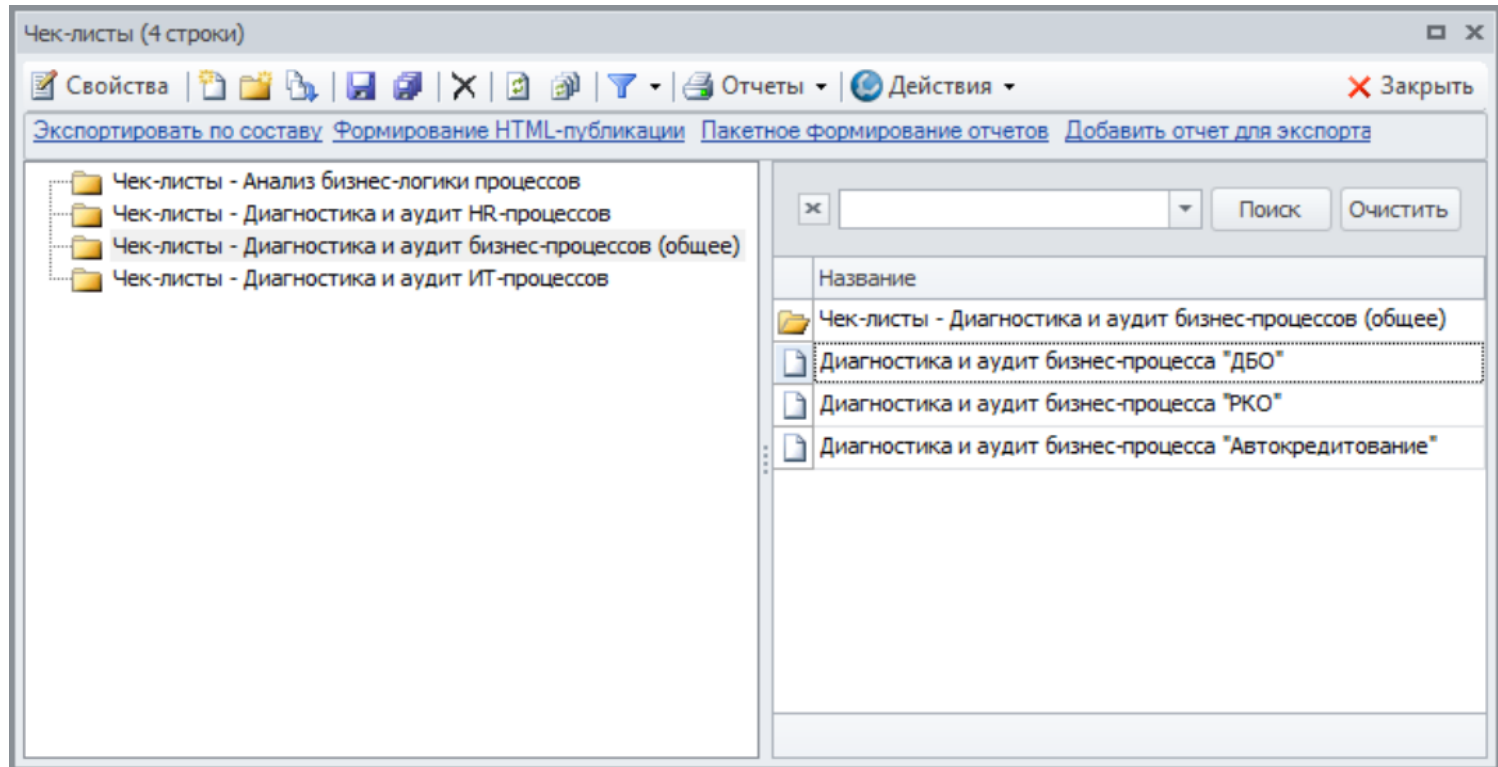 Чек-листы (4 строки)
Свойства Отчеты Действия Закрыть
Экспортировать по составу Формирование HTML-публикации Пакетное формирование отчетов Добавить отчет для экспорта
Чек-листы - Анализ бизнес-логики процессов
Чек-листы - Диагностика и аудит HR-процессов
Чек-листы - Диагностика и аудит бизнес-процессов (общее)
Чек-листы - Диагностика и аудит ИТ-процессов
Поиск Очистить
Название
Чек-листы - Диагностика и аудит бизнес-процессов (общее)
Диагностика и аудит бизнес-процесса "ДБО"
Диагностика и аудит бизнес-процесса "РКО"
Диагностика и аудит бизнес-процесса "Автокредитование"